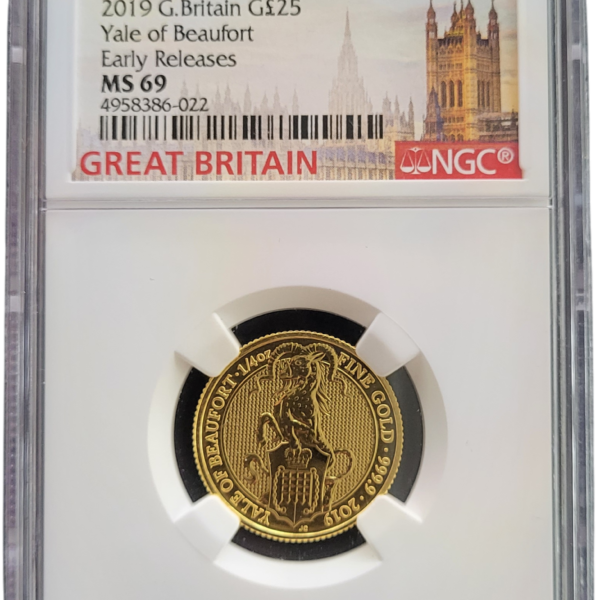 2019 G.Britain G£25
Yale of Beaufort
Early Releases
MS 69
4958386-022
GREAT BRITAIN
NGC®
YALE OF BEAUFORT · 1/4oz · FINE GOLD · 999.9 · 2019
JC